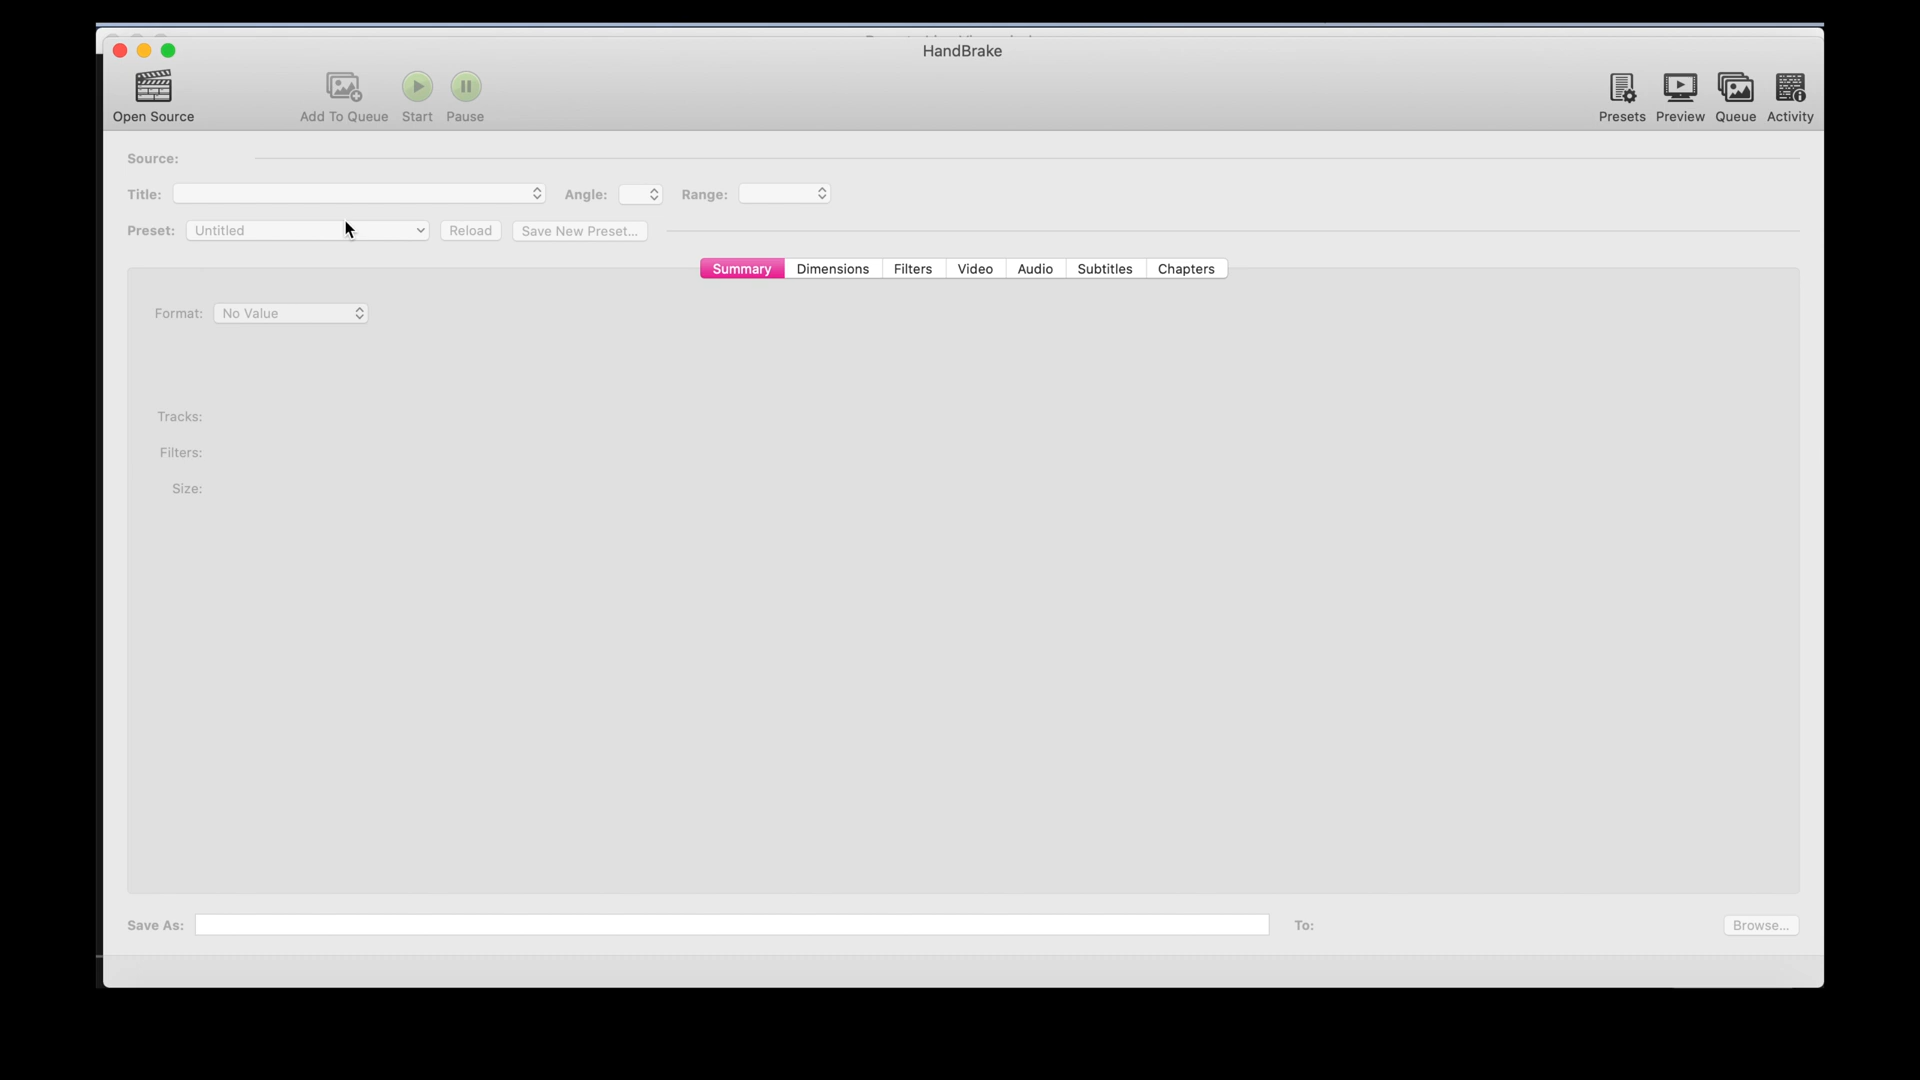 HandBrake
Open Source
Add To Queue
Start
Pause
Presets
Preview
Queue
Activity
Source:
Title:
Angle:
Range:
Preset:
Untitled
Reload
Save New Preset...
Summary
Dimensions
Filters
Video
Audio
Subtitles
Chapters
Format:
No Value
Tracks:
Filters:
Size:
Save As:
To:
Browse...